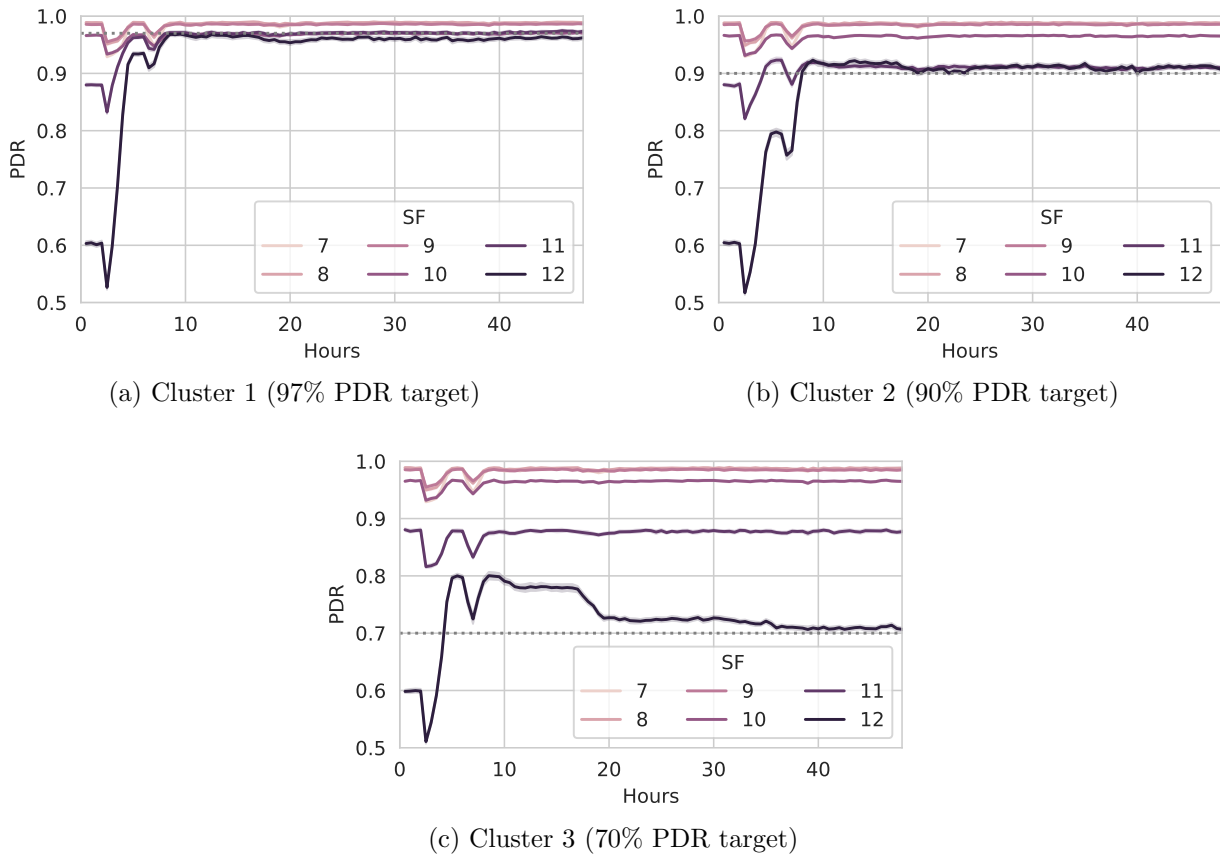 1.0
0.9
0.8
0.7
0.6
0.5
PDR
SF
7 9 11
8 10 12
0 10 20 30 40
Hours
(a) Cluster 1 (97% PDR target)
1.0
0.9
0.8
0.7
0.6
0.5
PDR
SF
7 9 11
8 10 12
0 10 20 30 40
Hours
(b) Cluster 2 (90% PDR target)
1.0
0.9
0.8
0.7
0.6
0.5
PDR
SF
7 9 11
8 10 12
0 10 20 30 40
Hours
(c) Cluster 3 (70% PDR target)